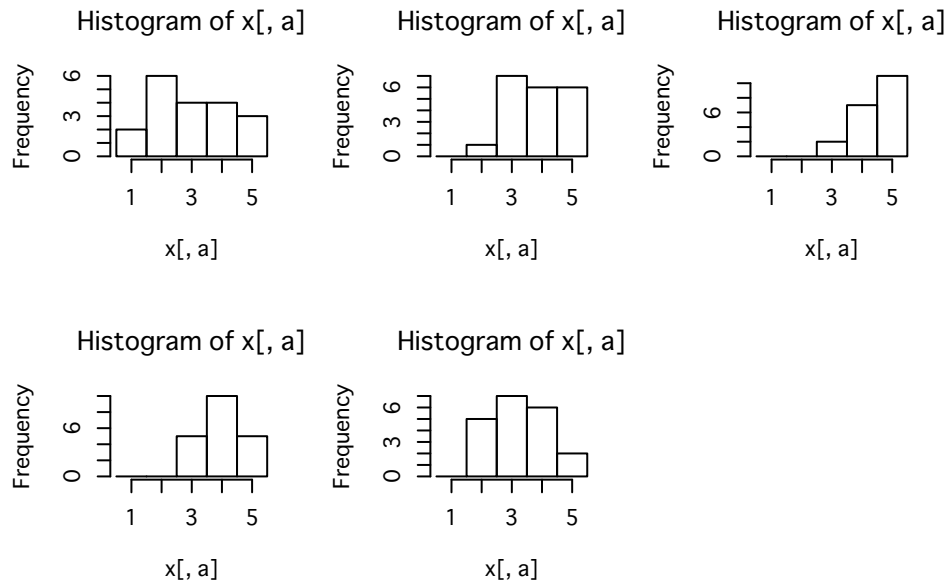 Histogram of x[, a]
Frequency
0 3 6
1 3 5
x[, a]
Histogram of x[, a]
Frequency
0 3 6
1 3 5
x[, a]
Histogram of x[, a]
Frequency
0 6
1 3 5
x[, a]
Histogram of x[, a]
Frequency
0 6
1 3 5
x[, a]
Histogram of x[, a]
Frequency
0 3 6
1 3 5
x[, a]